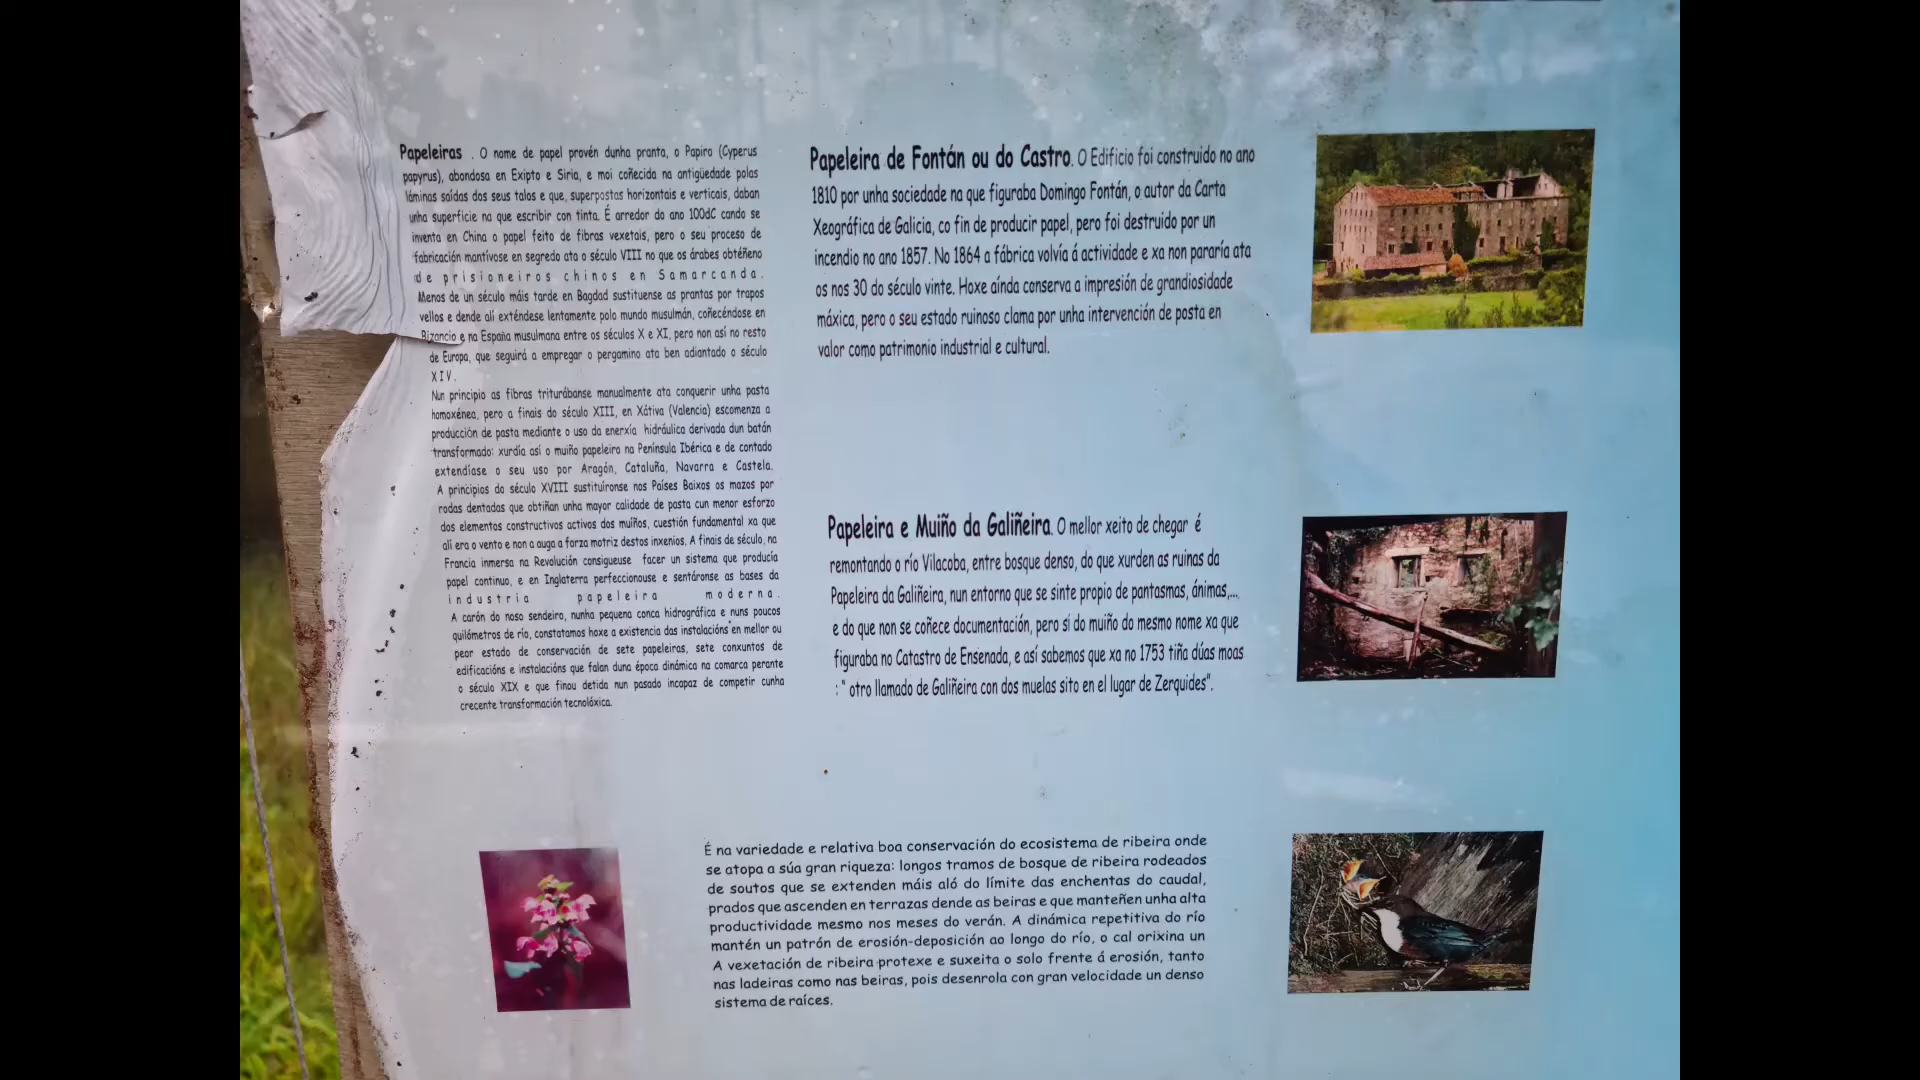 Papeleiras . O nome de papel provén dunha pranta, o Papiro (Cyperus
papyrus), abondosa en Exipto e Siria, e moi coñecida na antigüedade polas
láminas saídas dos seus talos e que, superpostas horizontais e verticais, daban
unha superficie na que escribir con tinta. É arredor do ano 100dC cando se
inventa en China o papel feito de fibras vexetais, pero o seu proceso de
fabricación mantívose en segredo ata o século VIII no que os árabes obtéñeno
de prisioneiros chinos en Samarcanda.
Menos de un século máis tarde en Bagdad sustituense as prantas por trapos
vellos e dende alí exténdese lentamente polo mundo musulmán, coñecéndose en
Bizancio e na España musulmana entre os séculos X e XI, pero non así no resto
de Europa, que seguirá a empregar o pergamino ata ben adiantado o século
XIV.
Nun principio as fibras triturábanse manualmente ata conquerir unha pasta
homoxénea, pero a finais do século XIII, en Xátiva (Valencia) escomenza a
producción de pasta mediante o uso da enerxía hidráulica derivada dun batán
transformado: xurdía así o muiño papeleiro na Península Ibérica e de contado
extendíase o seu uso por Aragón, Cataluña, Navarra e Castela.
A principios do século XVIII sustituíronse nos Países Baixos os mazos por
rodas dentadas que obtiñan unha mayor calidade de pasta cun menor esforzo
dos elementos constructivos activos dos muiños, cuestión fundamental xa que
alí era o vento e non a auga a forza motriz destos inxenios. A finais de século, na
Francia inmersa na Revolución consigueuse facer un sistema que producía
papel continuo, e en Inglaterra perfeccionouse e sentáronse as bases da
industria papeleira moderna.
A carón do noso sendeiro, nunha pequena conca hidrográfica e nuns poucos
quilómetros de río, constatamos hoxe a existencia das instalacións en mellor ou
peor estado de conservación de sete papeleiras, sete conxuntos de
edificacións e instalacións que falan duna época dinámica na comarca perante
o século XIX e que finou detida nun pasado incapaz de competir cunha
crecente transformación tecnolóxica.
Papeleira de Fontán ou do Castro. O Edificio foi construido no ano
1810 por unha sociedade na que figuraba Domingo Fontán, o autor da Carta
Xeográfica de Galicia, co fin de producir papel, pero foi destruido por un
incendio no ano 1857. No 1864 a fábrica volvía á actividade e xa non pararía ata
os nos 30 do século vinte. Hoxe aínda conserva a impresión de grandiosidade
máxica, pero o seu estado ruinoso clama por unha intervención de posta en
valor como patrimonio industrial e cultural.
Papeleira e Muiño da Galiñeira. O mellor xeito de chegar é
remontando o río Vilacoba, entre bosque denso, do que xurden as ruinas da
Papeleira da Galiñeira, nun entorno que se sinte propio de pantasmas, ánimas,...
e do que non se coñece documentación, pero si do muiño do mesmo nome xa que
figuraba no Catastro de Ensenada, e así sabemos que xa no 1753 tiña dúas moas
:" otro llamado de Galiñeira con dos muelas sito en el lugar de Zerquides".
É na variedade e relativa boa conservación do ecosistema de ribeira onde
se atopa a súa gran riqueza: longos tramos de bosque de ribeira rodeados
de soutos que se extenden máis aló do límite das enchentas do caudal,
prados que ascenden en terrazas dende as beiras e que manteñen unha alta
productividade mesmo nos meses do verán. A dinámica repetitiva do río
mantén un patrón de erosión-deposición ao longo do río, o cal orixina un
A vexetación de ribeira protexe e suxeita o solo frente á erosión, tanto
nas ladeiras como nas beiras, pois desenrola con gran velocidade un denso
sistema de raíces.